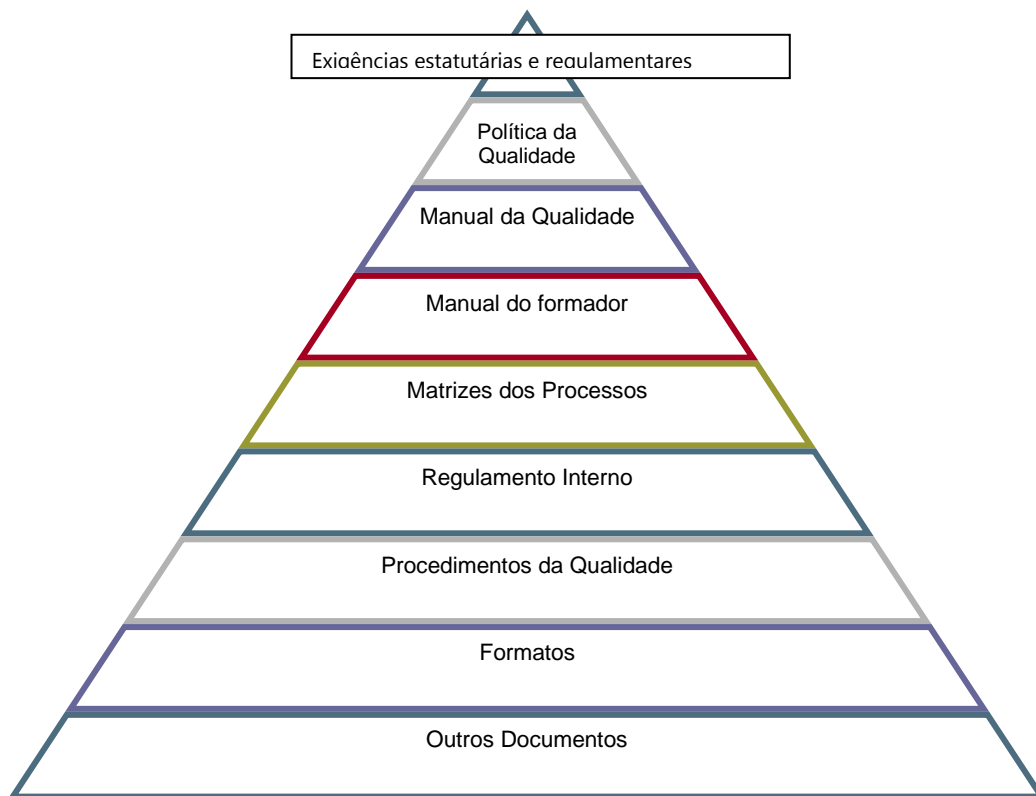 Exigências estatutárias e regulamentares
Política da
Qualidade
Manual da Qualidade
Manual do formador
Matrizes dos Processos
Regulamento Interno
Procedimentos da Qualidade
Formatos
Outros Documentos